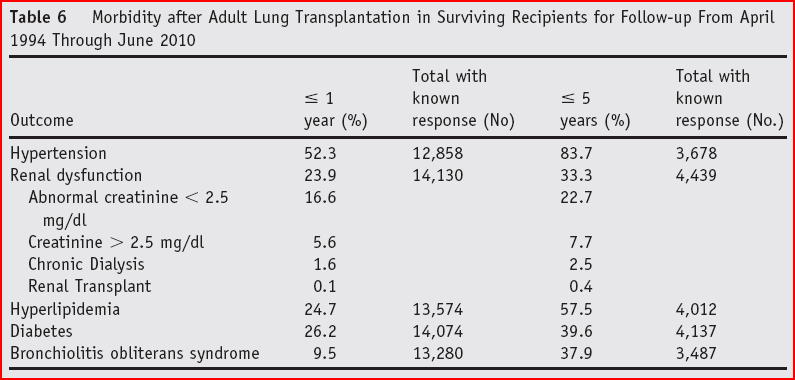 Table 6 Morbidity after Adult Lung Transplantation in Surviving Recipients for Follow-up From April
1994 Through June 2010
Outcome ≤ 1 year (%) Total with known response (No) ≤ 5 years (%) Total with known response (No.)
Hypertension 52.3 12,858 83.7 3,678
Renal dysfunction 23.9 14,130 33.3 4,439
Abnormal creatinine < 2.5 16.6 22.7
mg/dl
Creatinine > 2.5 mg/dl 5.6 7.7
Chronic Dialysis 1.6 2.5
Renal Transplant 0.1 0.4
Hyperlipidemia 24.7 13,574 57.5 4,012
Diabetes 26.2 14,074 39.6 4,137
Bronchiolitis obliterans syndrome 9.5 13,280 37.9 3,487